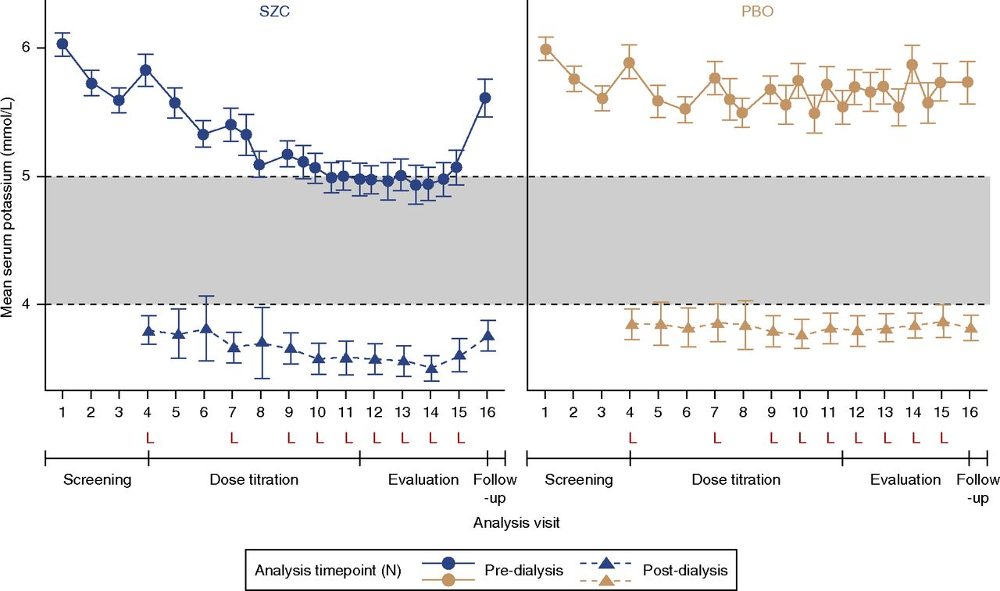 SZC
PBO
Mean serum potassium (mmol/L)
6
5
4
1 2 3 4 5 6 7 8 9 10 11 12 13 14 15 16
1 2 3 4 5 6 7 8 9 10 11 12 13 14 15 16
L L L L L L L L L
L L L L L L L L L
Screening Dose titration Evaluation Follow
-up
Screening Dose titration Evaluation Follow
-up
Analysis visit
Analysis timepoint (N) Pre-dialysis Post-dialysis